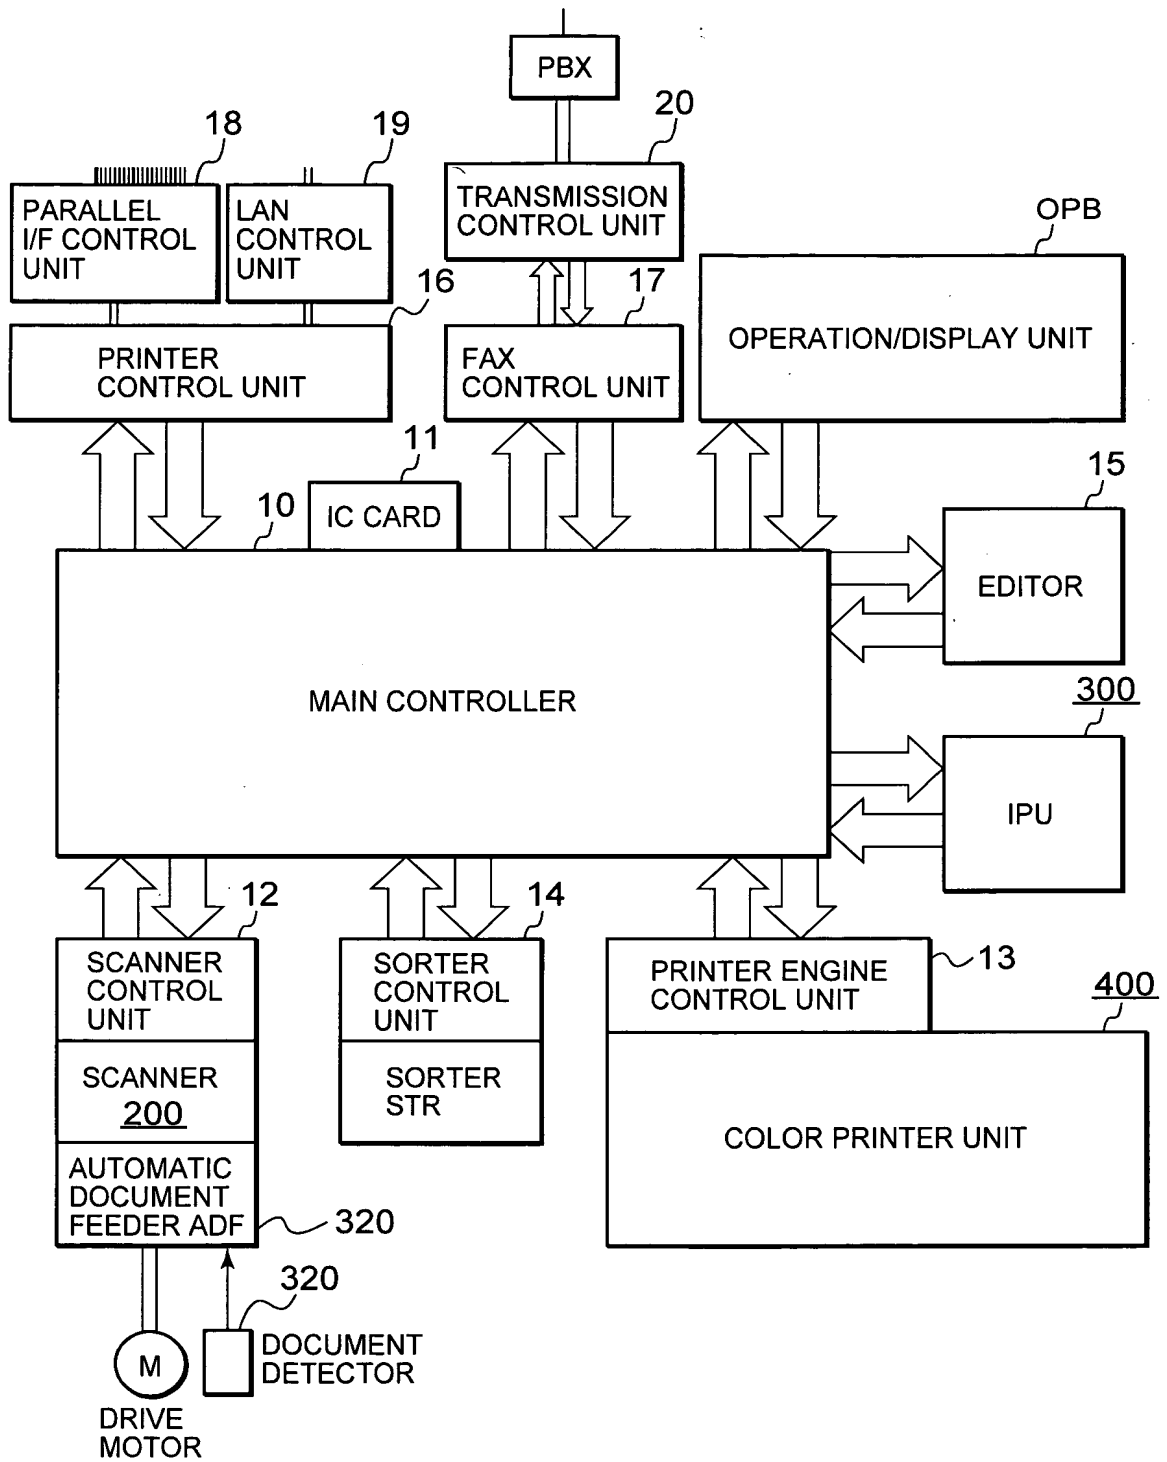 PBX
18
19
20
PARALLEL
I/F CONTROL
UNIT
LAN
CONTROL
UNIT
TRANSMISSION
CONTROL UNIT
OPB
16
17
PRINTER
CONTROL UNIT
FAX
CONTROL UNIT
OPERATION/DISPLAY UNIT
11
10
IC CARD
15
EDITOR
MAIN CONTROLLER
300
IPU
12
14
13
SCANNER
CONTROL
UNIT
SORTER
CONTROL
UNIT
PRINTER ENGINE
CONTROL UNIT
400
SCANNER
200
SORTER
STR
COLOR PRINTER UNIT
AUTOMATIC
DOCUMENT
FEEDER ADF
320
320
M
DOCUMENT
DETECTOR
DRIVE
MOTOR